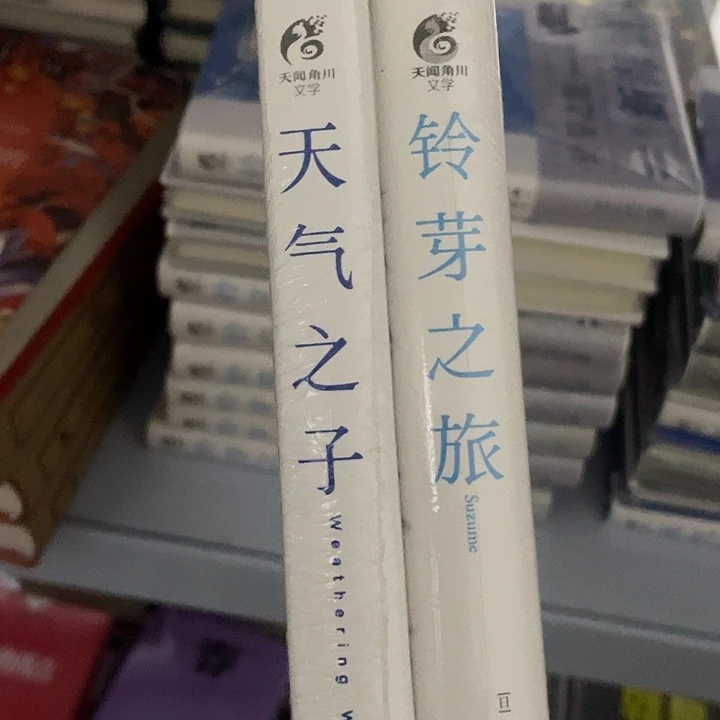 天闻角川
文学
天气之子
Weathering
天闻角川
文学
铃芽之旅
Suzume
[日]